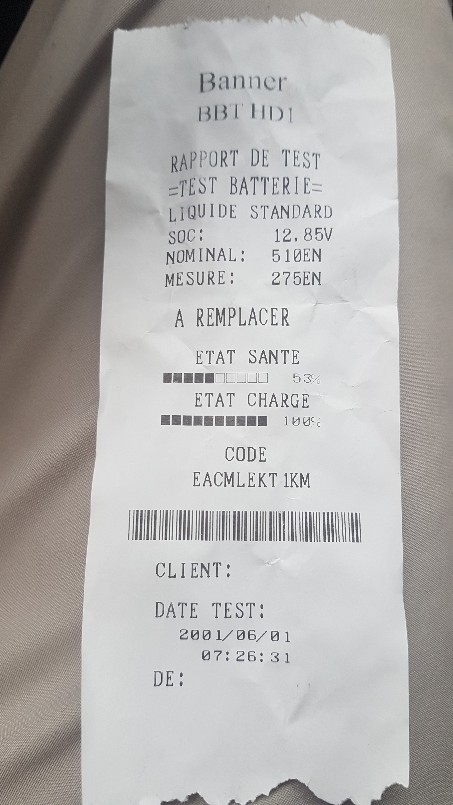 Banner
BBT HD1
RAPPORT DE TEST
=TEST BATTERIE=
LIQUIDE STANDARD
SOC: 12.85V
NOMINAL: 510EN
MESURE: 275EN
A REMPLACER
ETAT SANTE
53%
ETAT CHARGE
100%
CODE
EACMLEKT1KM
CLIENT:
DATE TEST:
2001/06/01
07:26:31
DE: